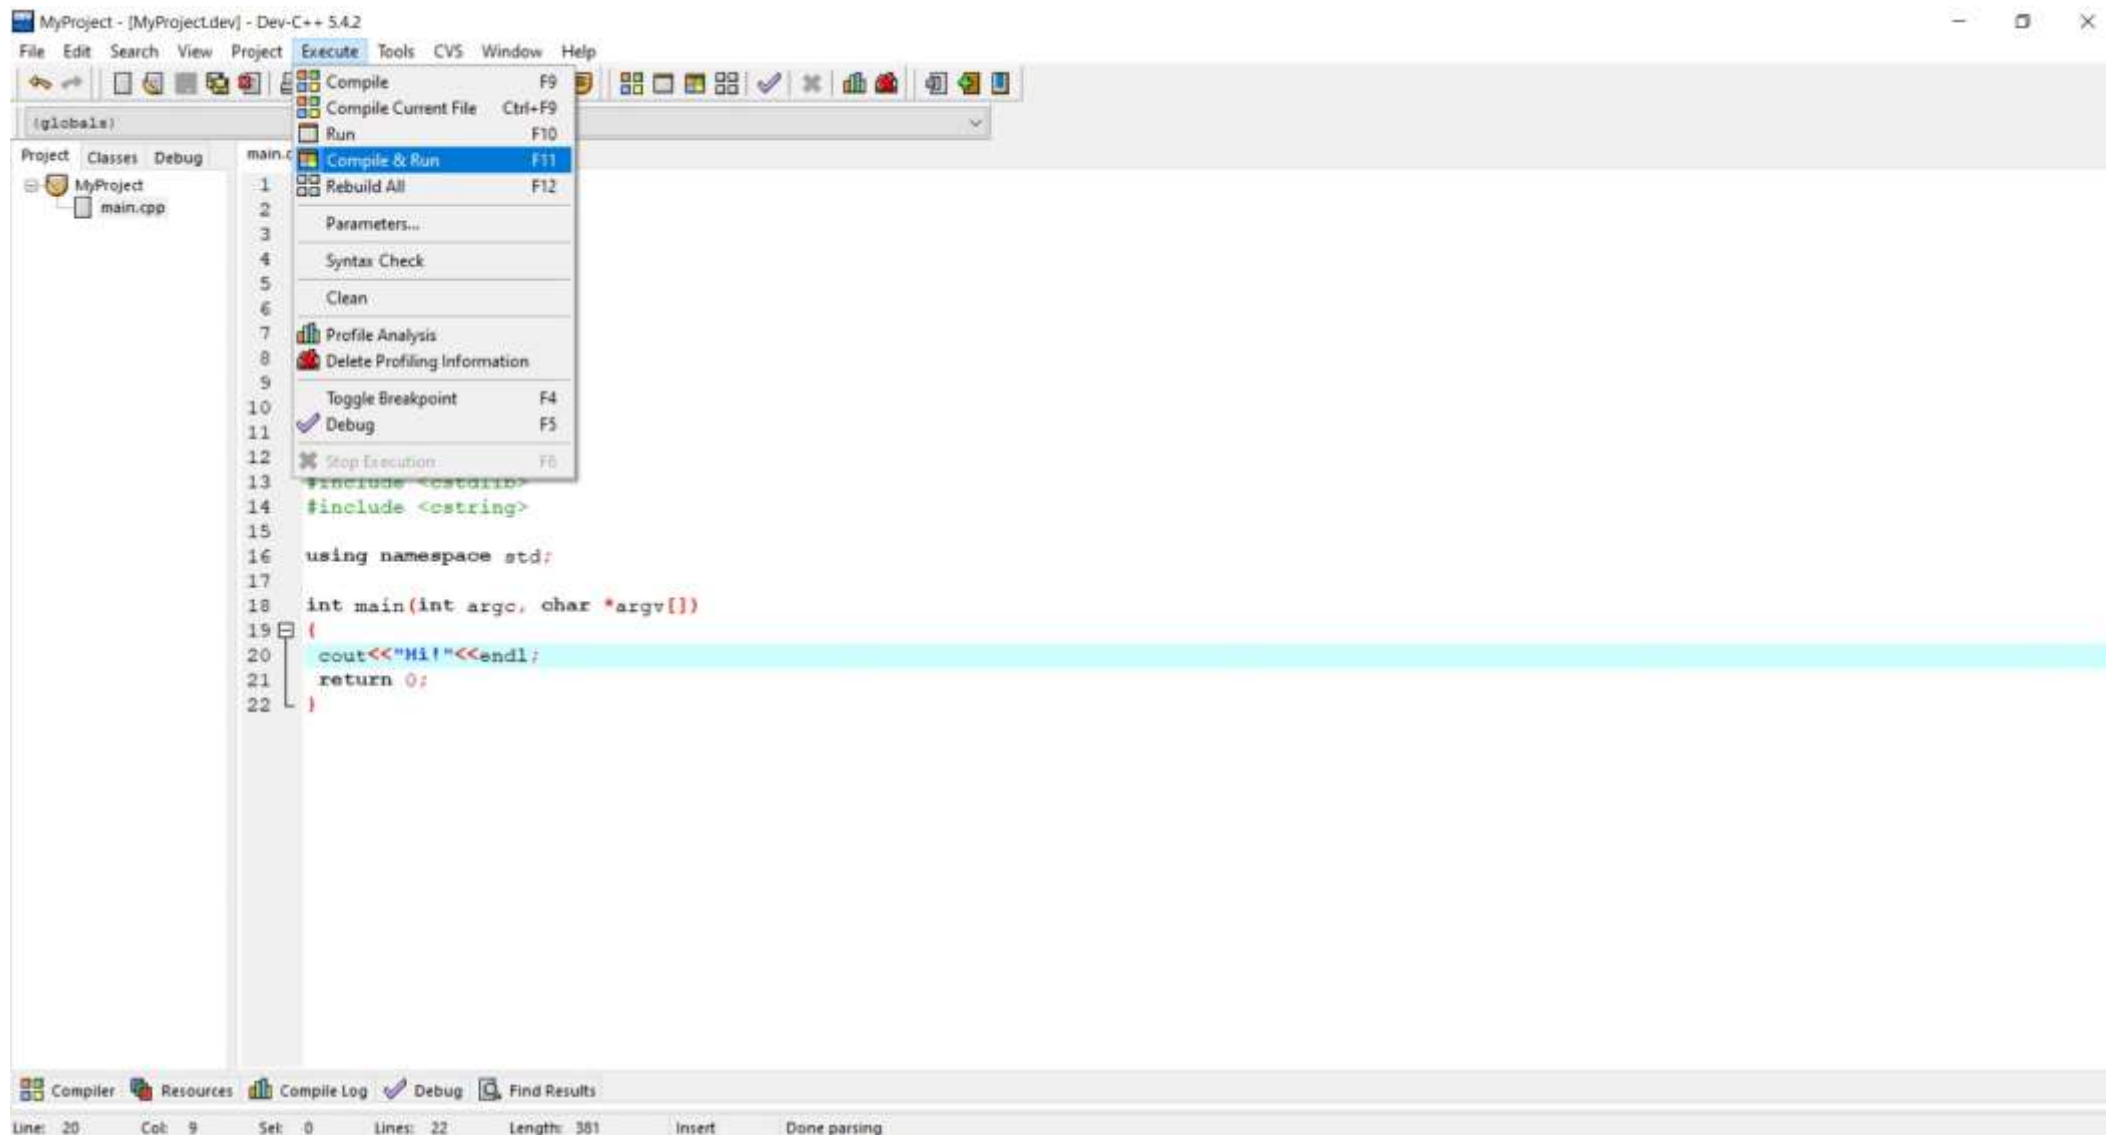 MyProject - [MyProject.dev] - Dev-C++ 5.4.2
File Edit Search View Project Execute Tools CVS Window Help
(globals)
Compile F9
Compile Current File Ctrl+F9
Run F10
Compile & Run F11
Rebuild All F12
Parameters...
Syntax Check
Clean
Profile Analysis
Delete Profiling Information
Toggle Breakpoint F4
Debug F5
Stop Execution F6
Project Classes Debug
MyProject
main.cpp
main.c
1
2
3
4
5
6
7
8
9
10
11
12
13 #include <cstdlib>
14 #include <cstring>
15
16 using namespace std;
17
18 int main(int argc, char *argv[])
19 {
20 cout<<"Hi!"<<endl;
21 return 0;
22 }
Compiler Resources Compile Log Debug Find Results
Line: 20 Col: 9 Sel: 0 Lines: 22 Length: 381 Insert Done parsing